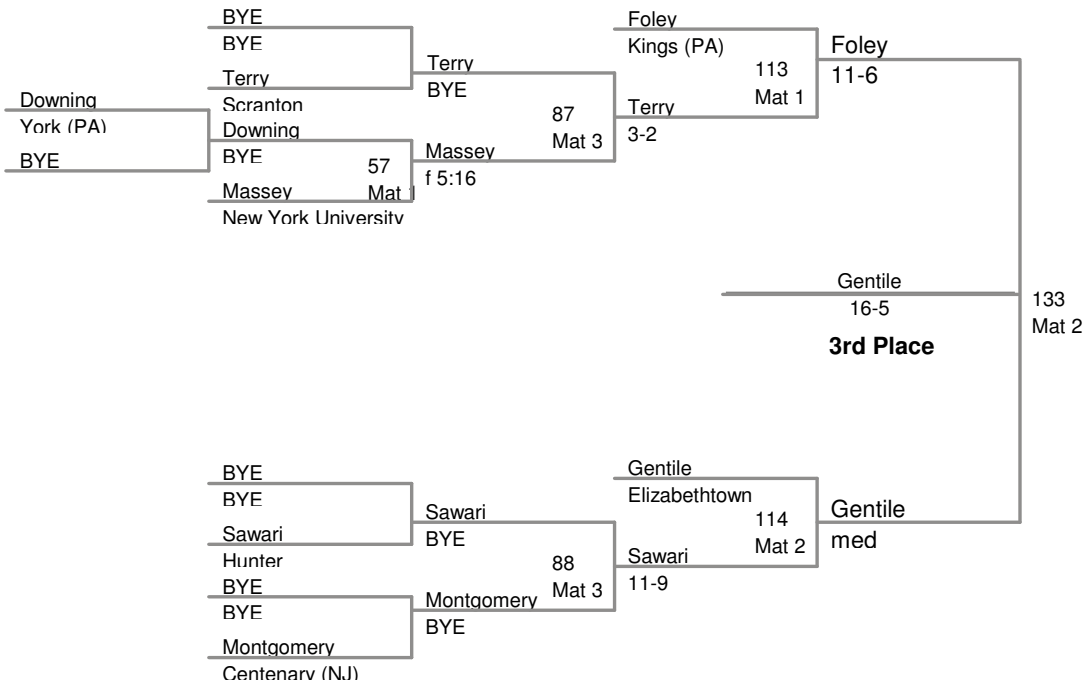 BYE
BYE
Terry
Scranton
Downing
York (PA)
BYE
Downing
BYE
57
Mat 1
Massey
New York University
Terry
BYE
87
Mat 3
Massey
f 5:16
Foley
Kings (PA)
113
Mat 1
Terry
3-2
Foley
11-6
Gentile
16-5
3rd Place
133
Mat 2
BYE
BYE
Sawari
Hunter
BYE
BYE
Montgomery
Centenary (NJ)
Sawari
BYE
88
Mat 3
Montgomery
BYE
Gentile
Elizabethtown
114
Mat 2
Sawari
11-9
Gentile
med